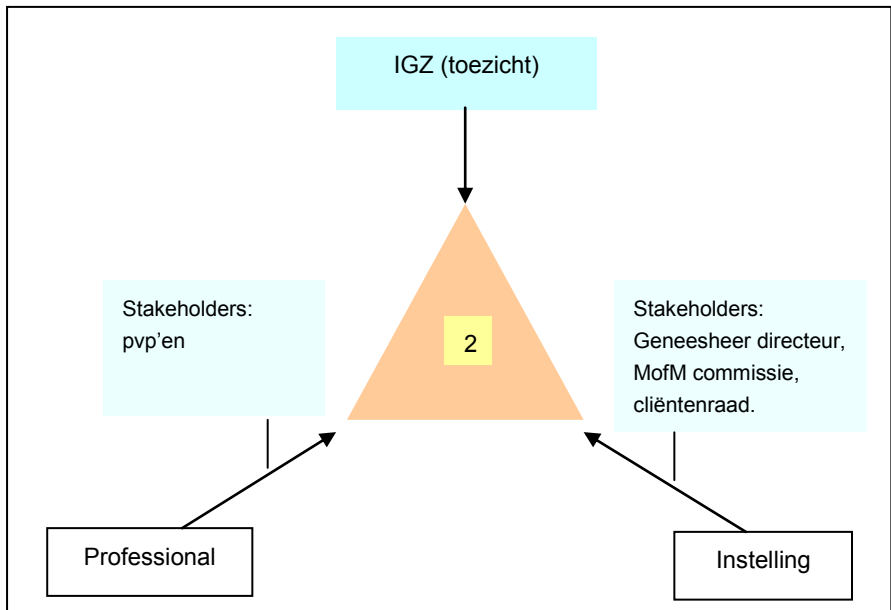 IGZ (toezicht)
Stakeholders:
pvp’en
2
Stakeholders:
Geneesheer directeur,
MofM commissie,
cliëntenraad.
Professional
Instelling